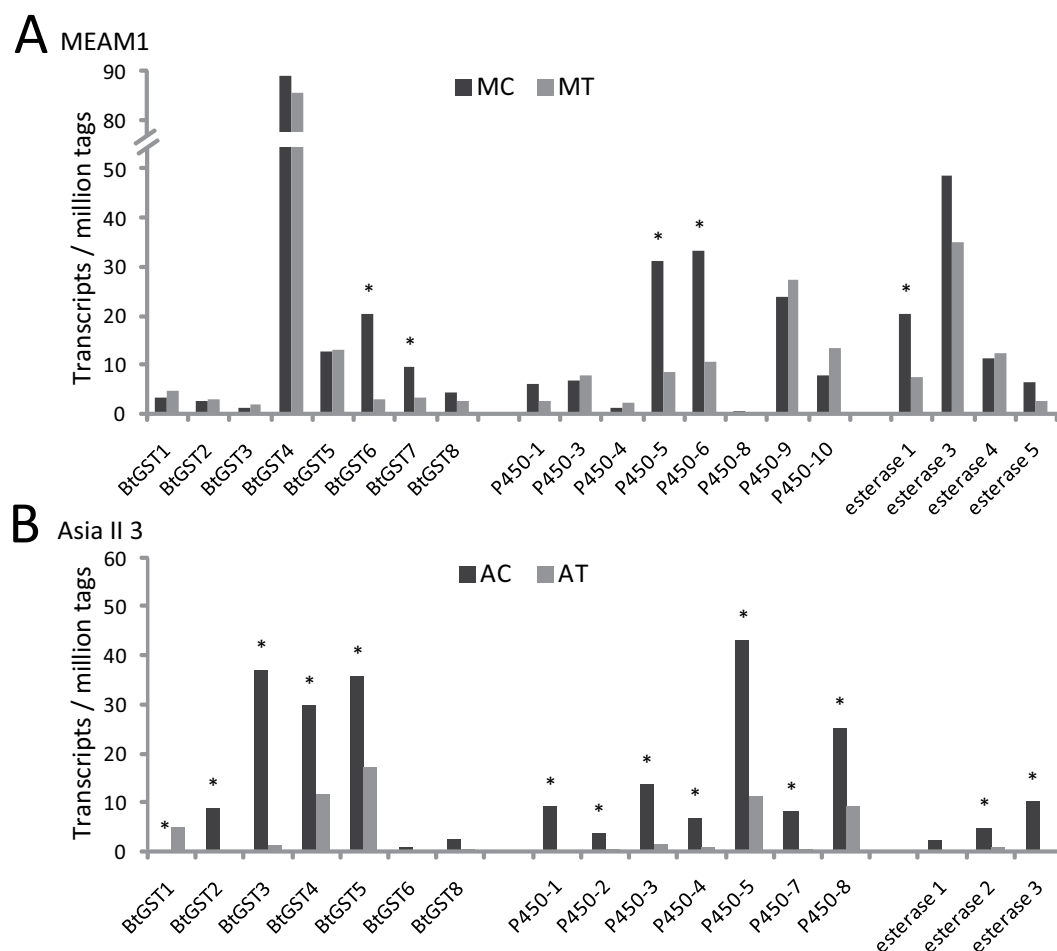 A MEAM1
MC MT
Transcripts / million tags
90
80
50
40
30
20
10
0
* * * * *
BtGST1 BtGST2 BtGST3 BtGST4 BtGST5 BtGST6 BtGST7 BtGST8 P450-1 P450-3 P450-4 P450-5 P450-6 P450-8 P450-9 P450-10 esterase 1 esterase 3 esterase 4 esterase 5
B Asia II 3
AC AT
Transcripts / million tags
60
50
40
30
20
10
0
* * * * * * * * * * * * * *
BtGST1 BtGST2 BtGST3 BtGST4 BtGST5 BtGST6 BtGST8 P450-1 P450-2 P450-3 P450-4 P450-5 P450-7 P450-8 esterase 1 esterase 2 esterase 3